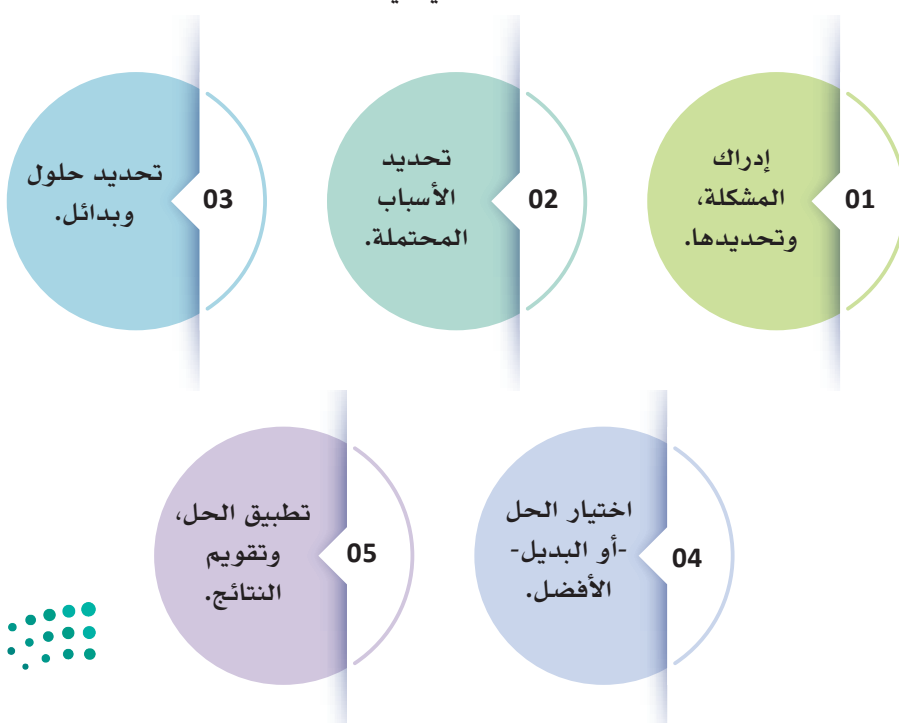 01
إدراك
المشكلة،
وتحديدها.
02
تحديد
الأسباب
المحتملة.
03
تحديد حلول
وبدائل.
04
اختيار الحل
-أو البديل-
الأفضل.
05
تطبيق الحل،
وتقويم
النتائج.